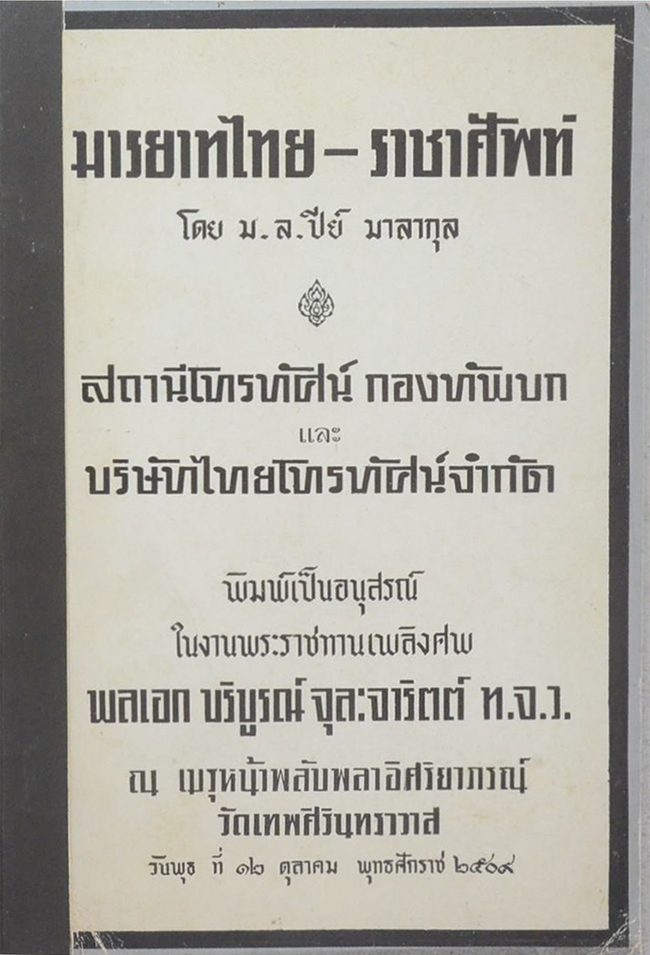 มารยาทไทย – ราชาศัพท์
โดย ม.ล.ปีย์ มาลากุล
สถานีโทรทัศน์ กองทัพบก
และ
บริษัทไทยโทรทัศน์จำกัด
พิมพ์เป็นอนุสรณ์
ในงานพระราชทานเพลิงศพ
พลเอก บริบูรณ์ จุละจาริตต์ ท.จ.ว.
ณ เมรุหน้าพลับพลาอิศริยาภรณ์
วัดเทพศิรินทราวาส
วันพุธ ที่ ๑๒ ตุลาคม พุทธศักราช ๒๕๐๙